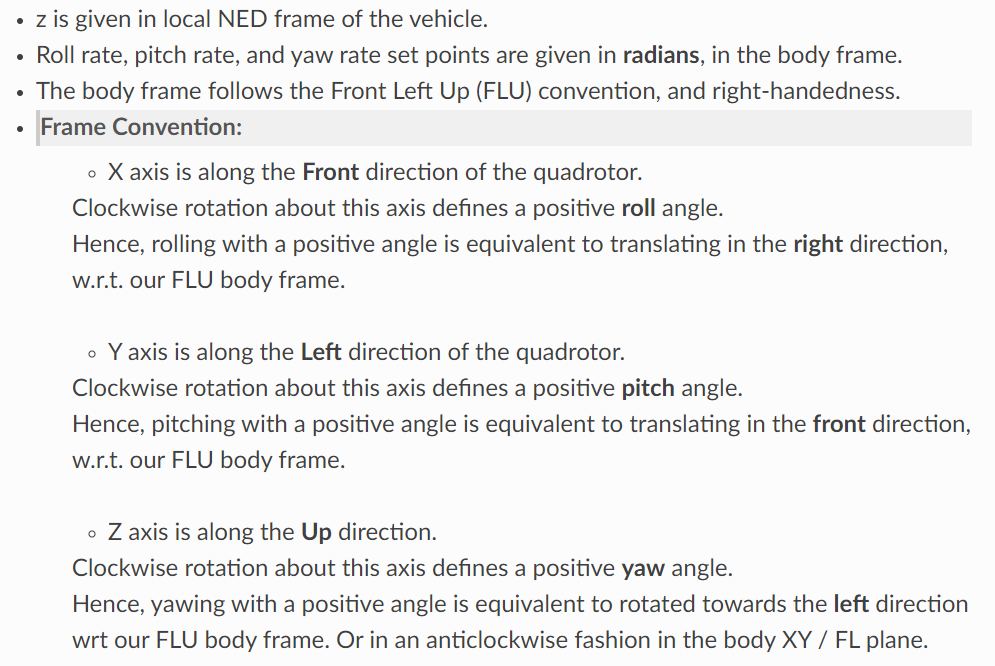 • z is given in local NED frame of the vehicle.
• Roll rate, pitch rate, and yaw rate set points are given in radians, in the body frame.
• The body frame follows the Front Left Up (FLU) convention, and right-handedness.
• Frame Convention:
◦ X axis is along the Front direction of the quadrotor.
Clockwise rotation about this axis defines a positive roll angle.
Hence, rolling with a positive angle is equivalent to translating in the right direction,
w.r.t. our FLU body frame.
◦ Y axis is along the Left direction of the quadrotor.
Clockwise rotation about this axis defines a positive pitch angle.
Hence, pitching with a positive angle is equivalent to translating in the front direction,
w.r.t. our FLU body frame.
◦ Z axis is along the Up direction.
Clockwise rotation about this axis defines a positive yaw angle.
Hence, yawing with a positive angle is equivalent to rotated towards the left direction
wrt our FLU body frame. Or in an anticlockwise fashion in the body XY / FL plane.